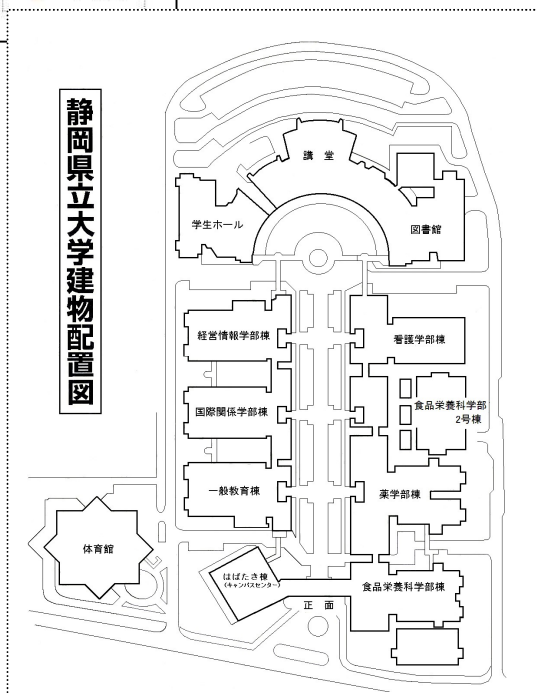 静岡県立大学建物配置図
講 堂
学生ホール
図書館
経営情報学部棟
看護学部棟
国際関係学部棟
食品栄養科学部
2号棟
一般教育棟
薬学部棟
体育館
はばたき棟
(キャンパスセンター)
食品栄養科学部棟
正 面